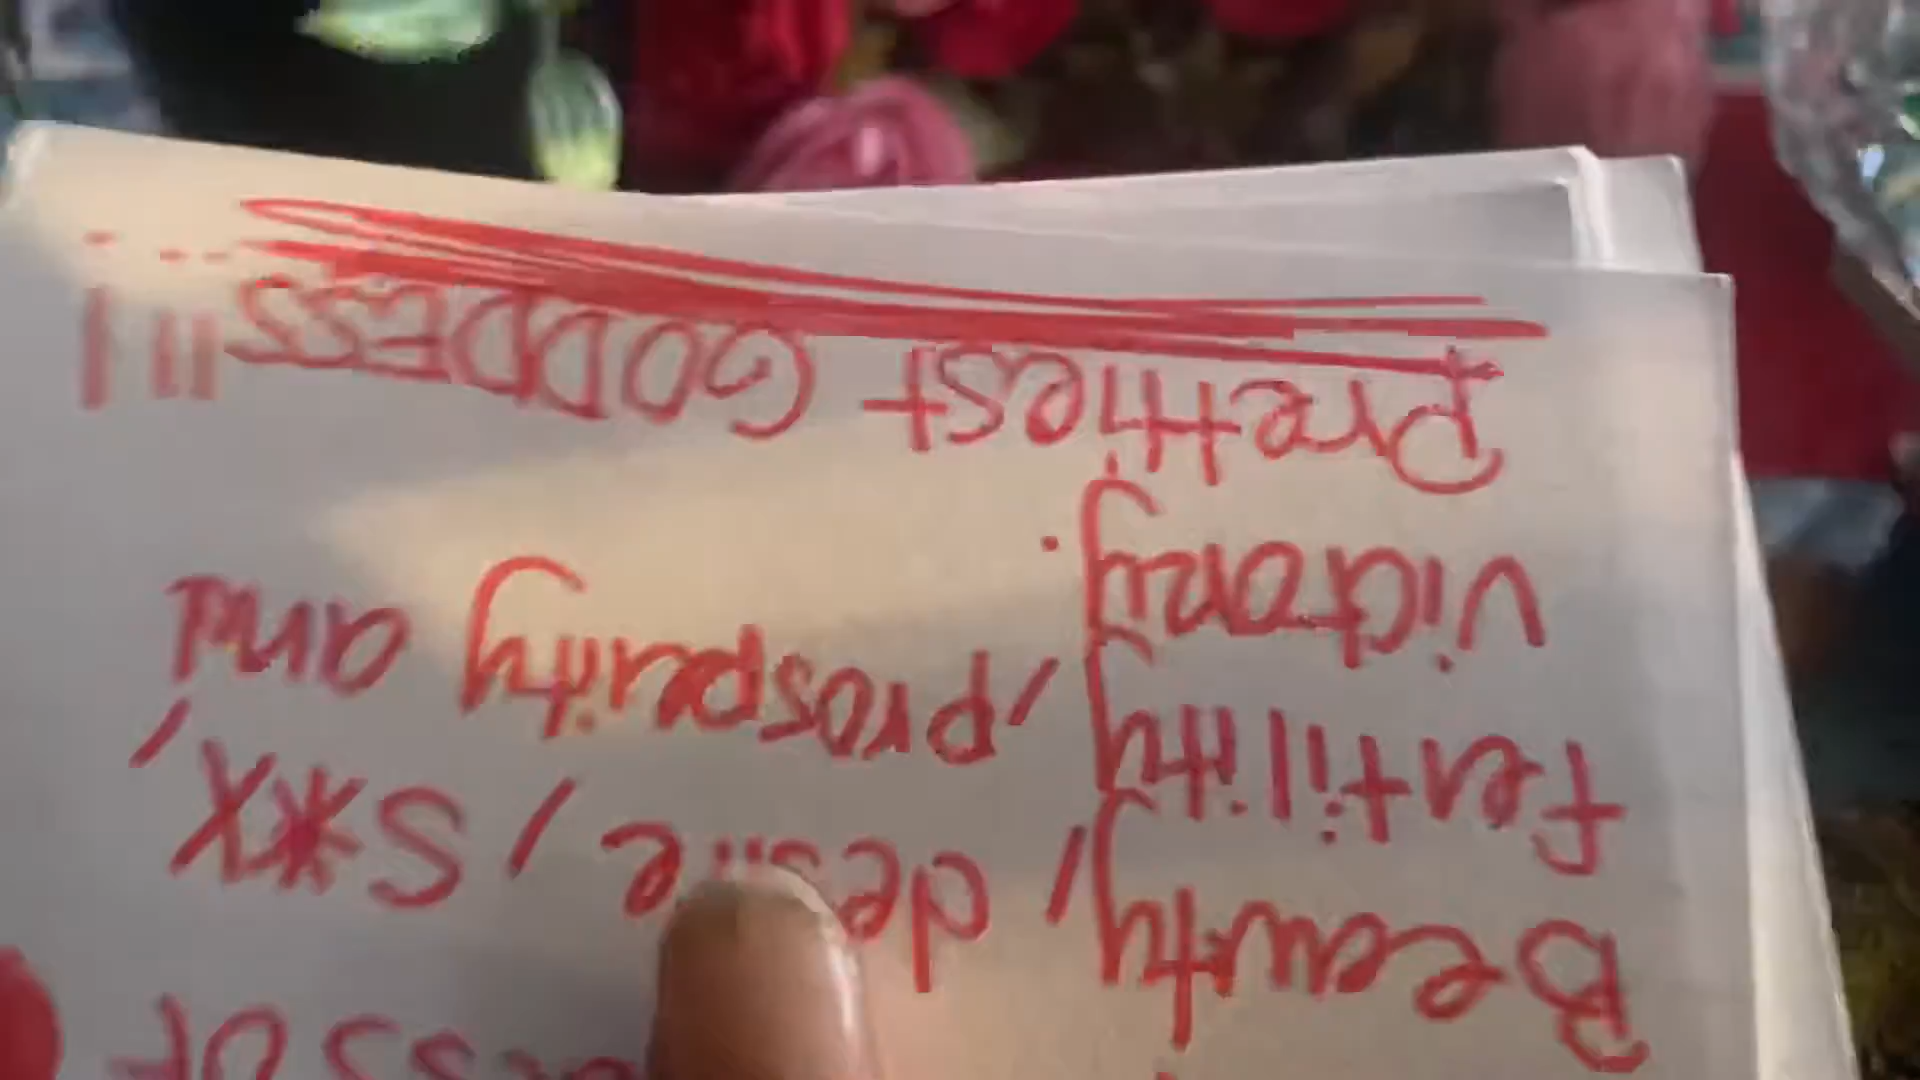 Beauty, desire, S*X,
fertility, prosperity and
victory.
prettiest GODDESS!!!